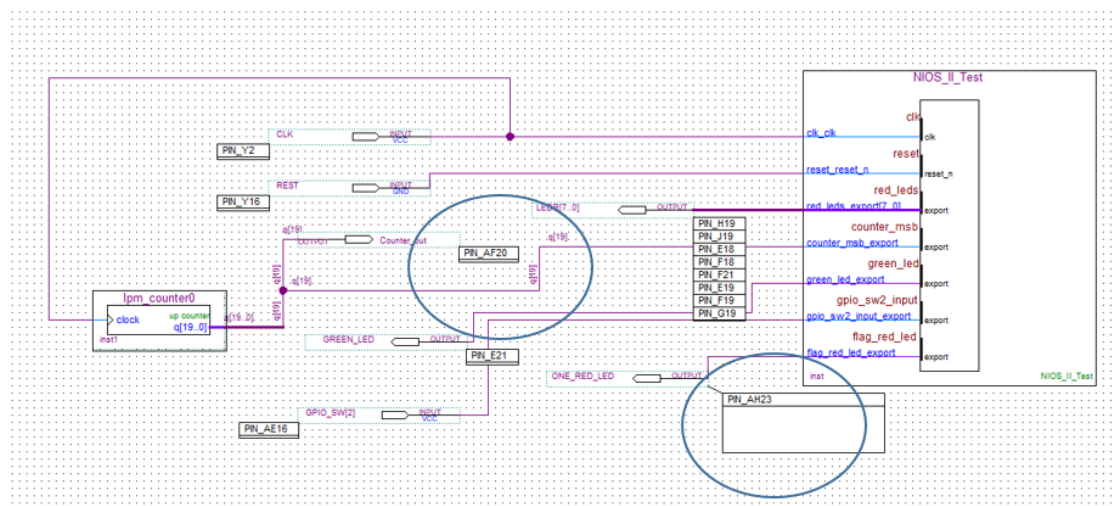 NIOS_II_Test
clk
CLK
INPUT
VCC
clk_clk
clk
PIN_Y2
reset
REST
INPUT
GND
reset_reset_n
reset_n
PIN_Y16
red_leds
LEDR[7..0]
OUTPUT
red_leds_export[7..0]
export
PIN_H19
PIN_J19
PIN_E18
PIN_F18
PIN_F21
PIN_E19
PIN_F19
PIN_G19
counter_msb
q[19].
OUTPUT
Counter_out
.q[19].
counter_msb_export
export
PIN_AF20
q[19]
q[19]
green_led
.q[19].
green_led_export
export
lpm_counter0
up counter
clock
q[19..0]
q[19..0]
q[19]
inst1
gpio_sw2_input
gpio_sw2_input_export
export
GREEN_LED
OUTPUT
PIN_E21
flag_red_led
flag_red_led_export
export
ONE_RED_LED
OUTPUT
inst
NIOS_II_Test
PIN_AH23
GPIO_SW[2]
INPUT
VCC
PIN_AE16